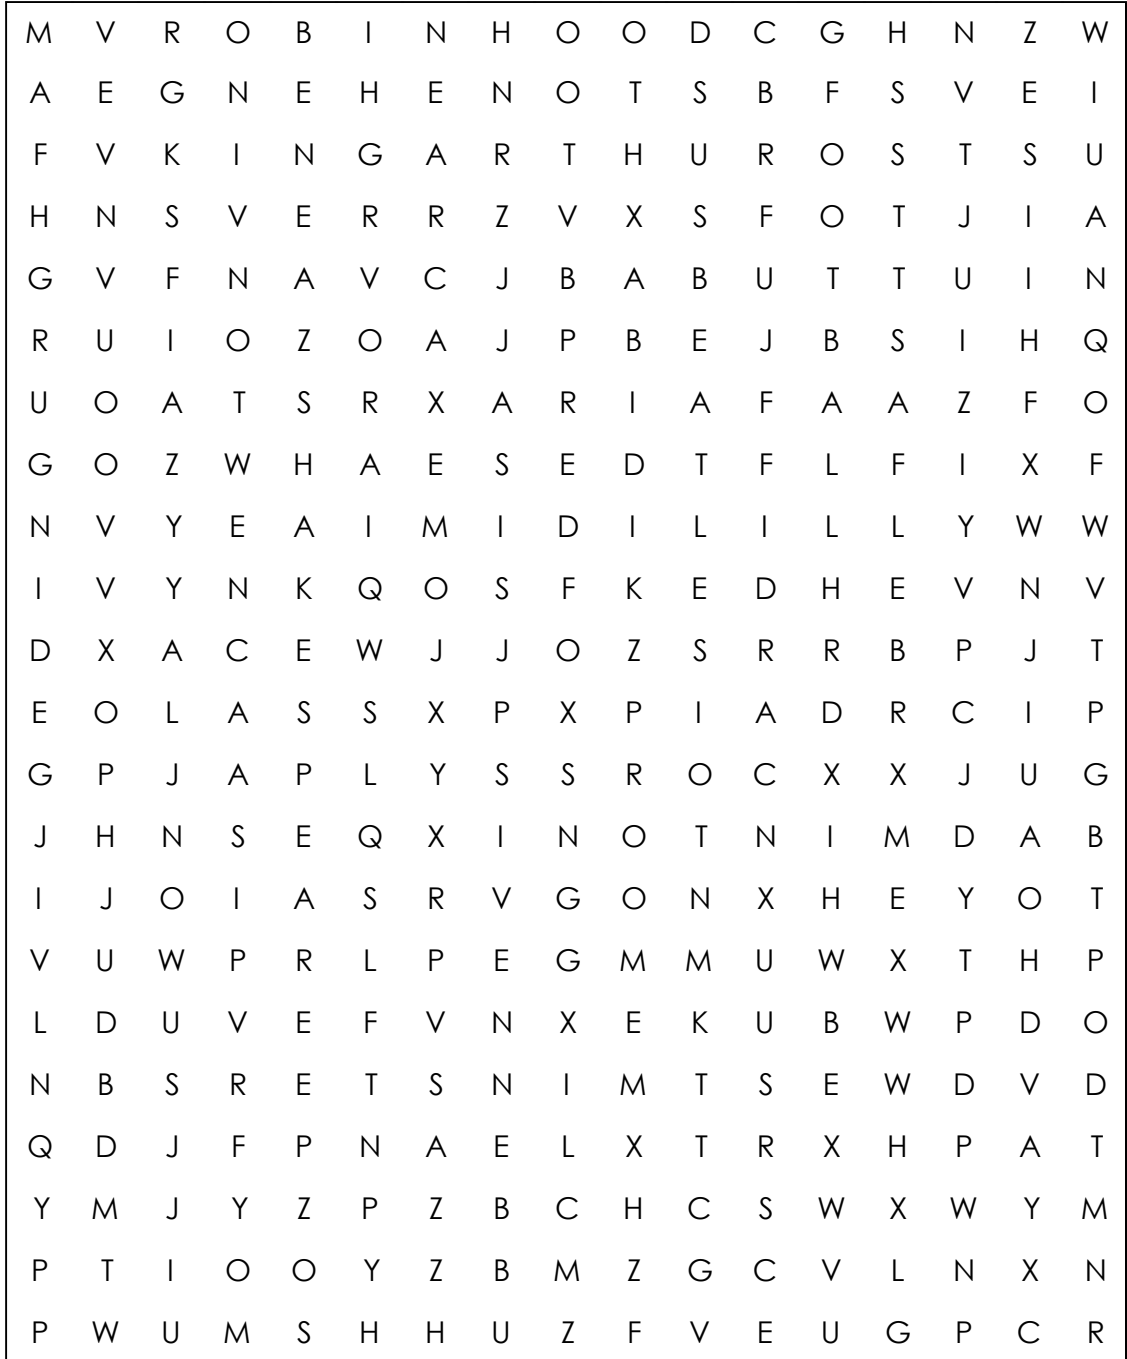 M V R O B I N H O O D C G H N Z W
A E G N E H E N O T S B F S V E I
F V K I N G A R T H U R O S T S U
H N S V E R R Z V X S F O T J I A
G V F N A V C J B A B U T T U I N
R U I O Z O A J P B E J B S I H Q
U O A T S R X A R I A F A A Z F O
G O Z W H A E S E D T F L F I X F
N V Y E A I M I D I L I L L Y W W
I V Y N K Q O S F K E D H E V N V
D X A C E W J J O Z S R R B P J T
E O L A S S X P X P I A D R C I P
G P J A P L Y S S R O C X X J U G
J H N S E Q X I N O T N I M D A B
I J O I A S R V G O N X H E Y O T
V U W P R L P E G M M U W X T H P
L D U V E F V N X E K U B W P D O
N B S R E T S N I M T S E W D V D
Q D J F P N A E L X T R X H P A T
Y M J Y Z P Z B C H C S W X W Y M
P T I O O Y Z B M Z G C V L N X N
P W U M S H H U Z F V E U G P C R